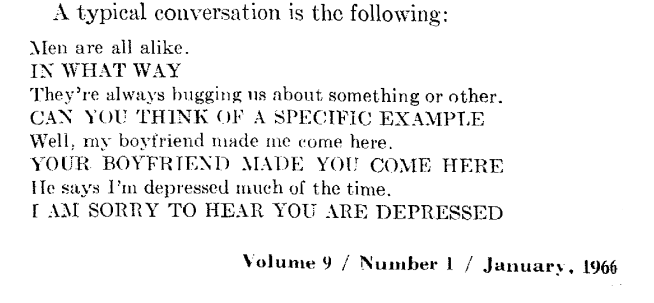 A typical conversation is the following:
Men are all alike.
IN WHAT WAY
They're always bugging us about something or other.
CAN YOU THINK OF A SPECIFIC EXAMPLE
Well, my boyfriend made me come here.
YOUR BOYFRIEND MADE YOU COME HERE
He says I'm depressed much of the time.
I AM SORRY TO HEAR YOU ARE DEPRESSED
Volume 9 / Number 1 / January, 1966